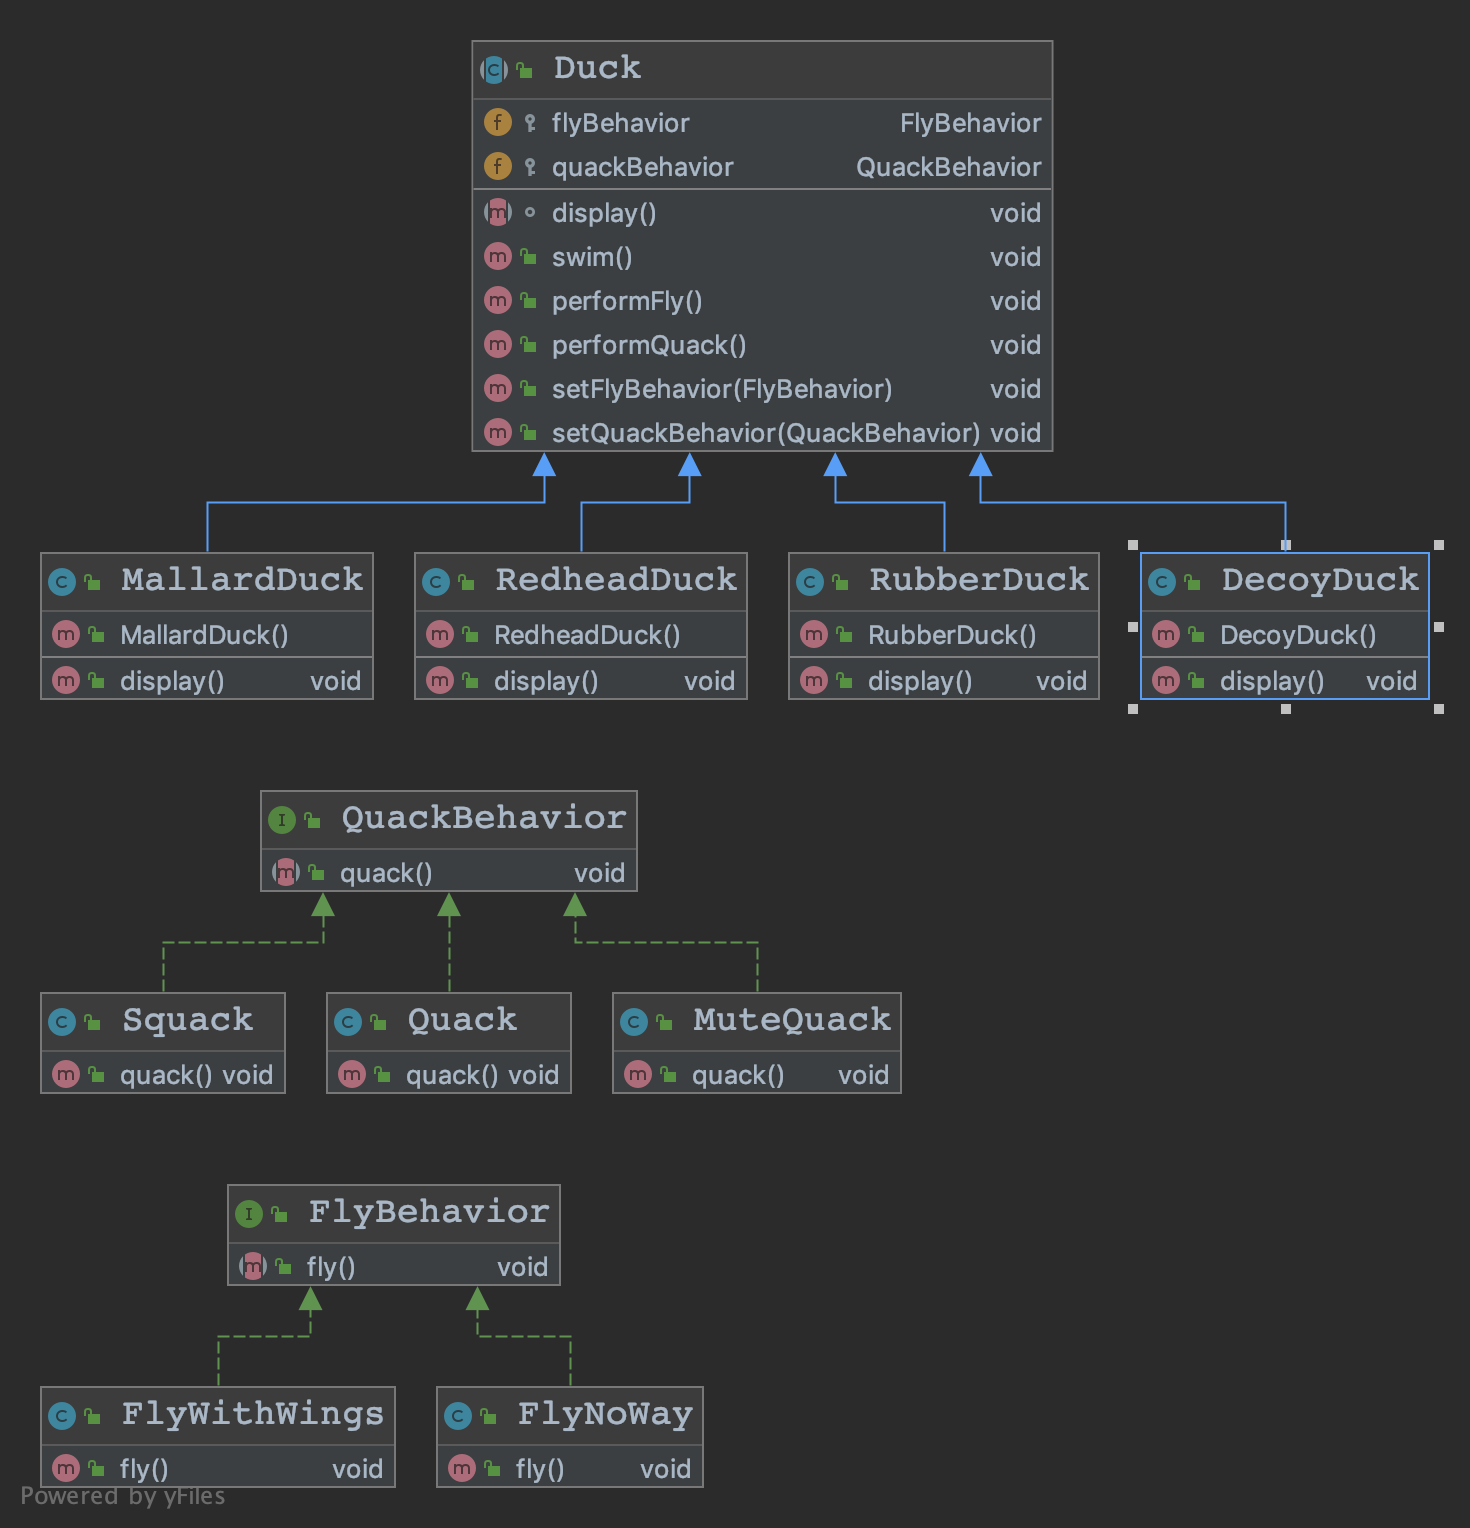 Duck
flyBehavior FlyBehavior
quackBehavior QuackBehavior
display() void
swim() void
performFly() void
performQuack() void
setFlyBehavior(FlyBehavior) void
setQuackBehavior(QuackBehavior) void
MallardDuck
MallardDuck()
display() void
RedheadDuck
RedheadDuck()
display() void
RubberDuck
RubberDuck()
display() void
DecoyDuck
DecoyDuck()
display() void
QuackBehavior
quack() void
Squack
quack() void
Quack
quack() void
MuteQuack
quack() void
FlyBehavior
fly() void
FlyWithWings
fly() void
FlyNoWay
fly() void
Powered by yFiles